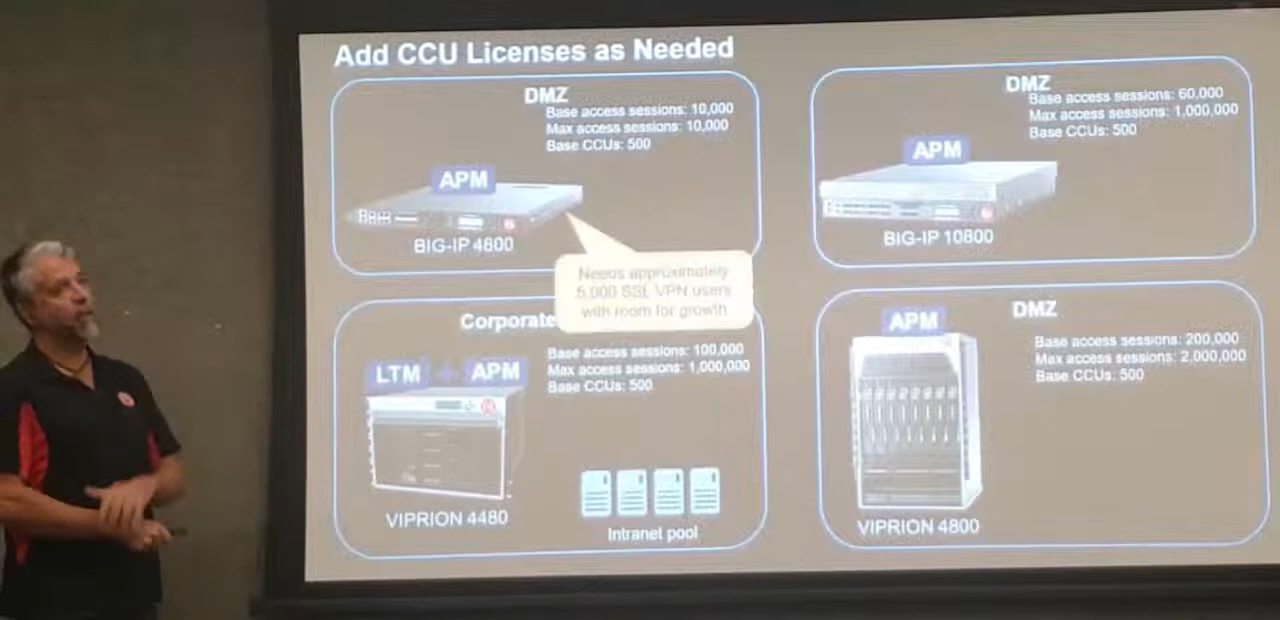 Add CCU Licenses as Needed
DMZ
Base access sessions: 10,000
Max access sessions: 10,000
Base CCUs: 500
APM
BIG-IP 4800
Needs approximately
5,000 SSL VPN users
with room for growth
DMZ
Base access sessions: 60,000
Max access sessions: 1,000,000
Base CCUs: 500
APM
BIG-IP 10800
Corporate
Base access sessions: 100,000
Max access sessions: 1,000,000
Base CCUs: 500
LTM + APM
VIPRION 4480
Intranet pool
DMZ
Base access sessions: 200,000
Max access sessions: 2,000,000
Base CCUs: 500
APM
VIPRION 4800